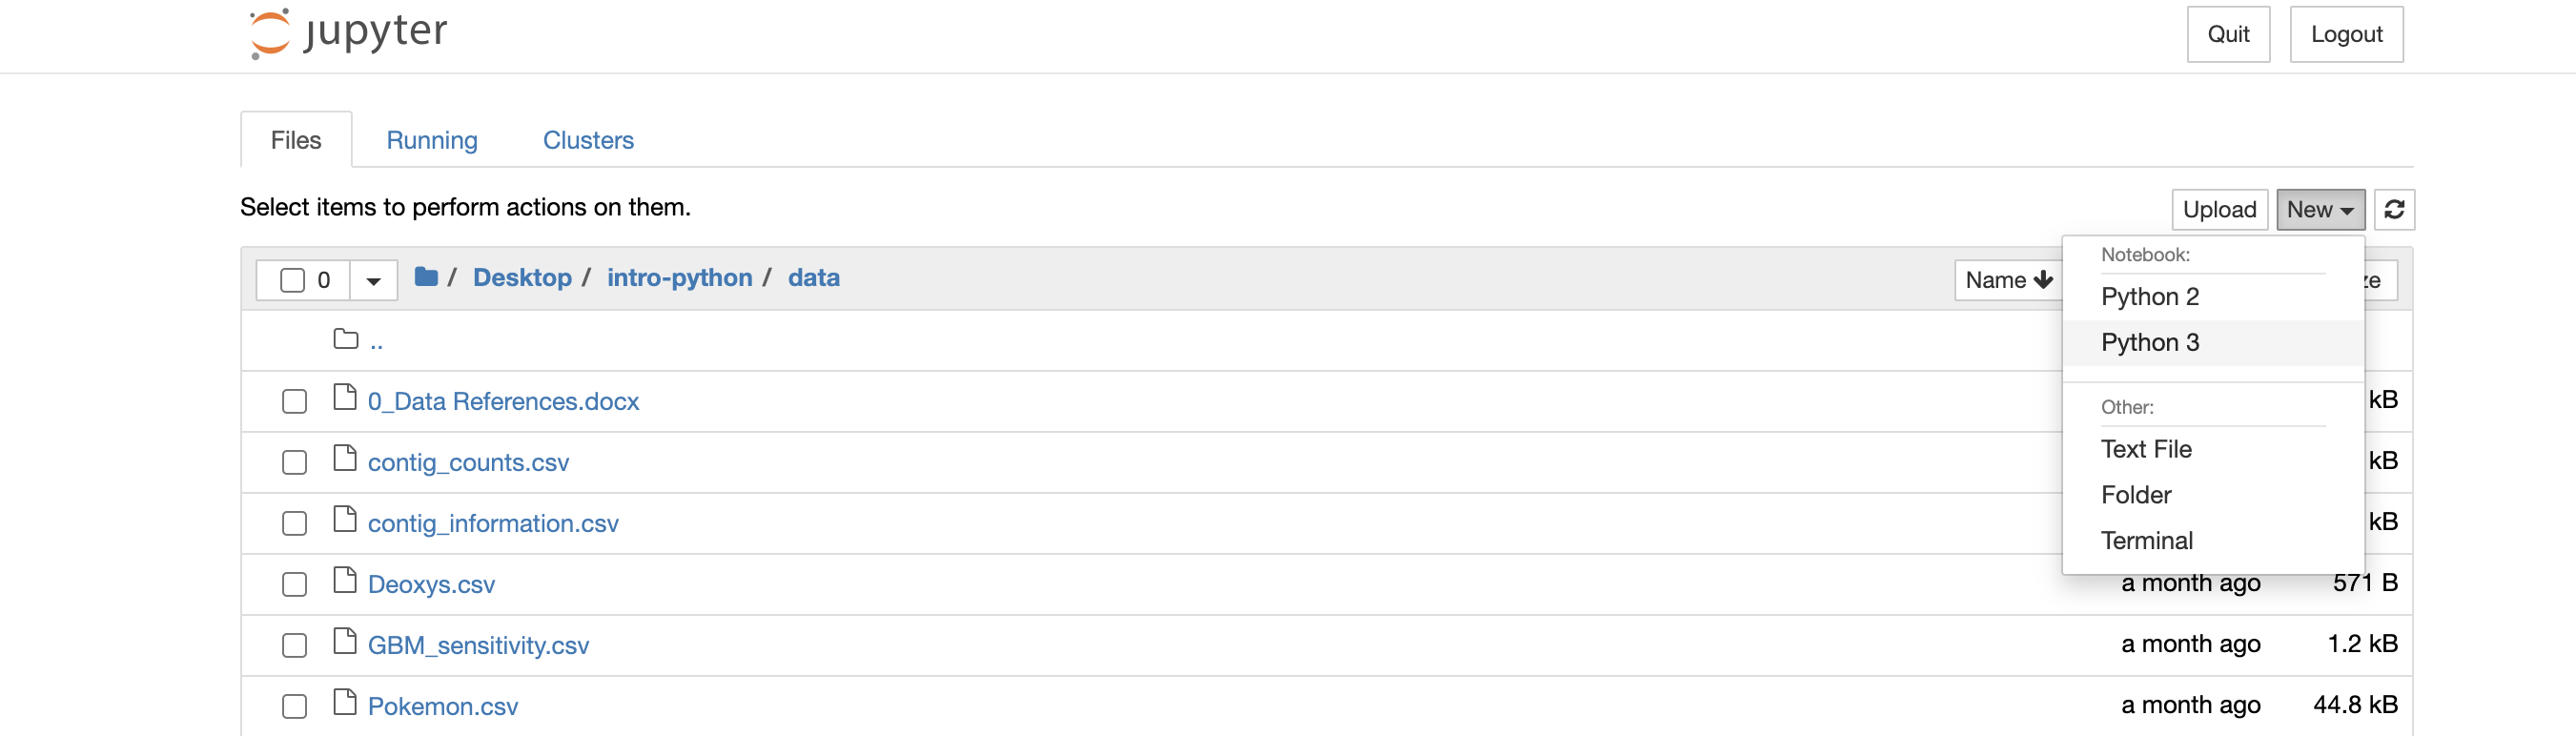 jupyter
Quit
Logout
Files
Running
Clusters
Select items to perform actions on them.
Upload
New
0
/ Desktop / intro-python / data
Name
ze
Notebook:
Python 2
Python 3
Other:
Text File
Folder
Terminal
..
0_Data References.docx
kB
contig_counts.csv
kB
contig_information.csv
kB
Deoxys.csv
a month ago
571 B
GBM_sensitivity.csv
a month ago
1.2 kB
Pokemon.csv
a month ago
44.8 kB